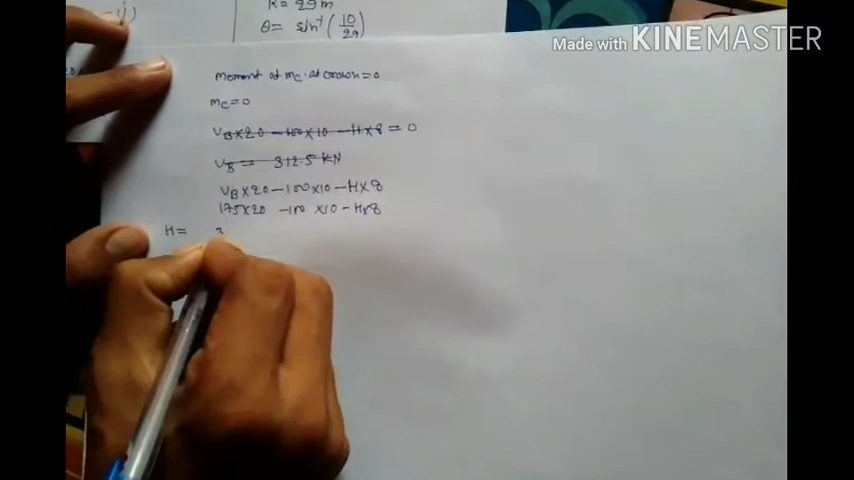 R = 29m
θ = sin⁻¹ (10/29)
Made with KINEMASTER
Moment at mc at crown = 0
mc = 0
VB×20 - 100×10 - H×8 = 0
VB = 312.5 KN
VB×20 - 100×10 - H×8
175×20 - 100 ×10 - H×8
H =